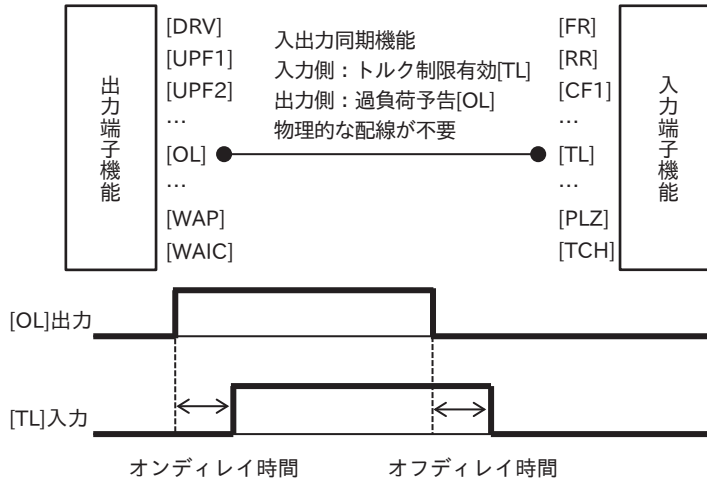 出力端子機能
[DRV]
[UPF1]
[UPF2]
…
[OL]
…
[WAP]
[WAIC]
入出力同期機能
入力側：トルク制限有効[TL]
出力側：過負荷予告[OL]
物理的な配線が不要
[FR]
[RR]
[CF1]
…
[TL]
…
[PLZ]
[TCH]
入力端子機能
[OL]出力
[TL]入力
オンディレイ時間
オフディレイ時間